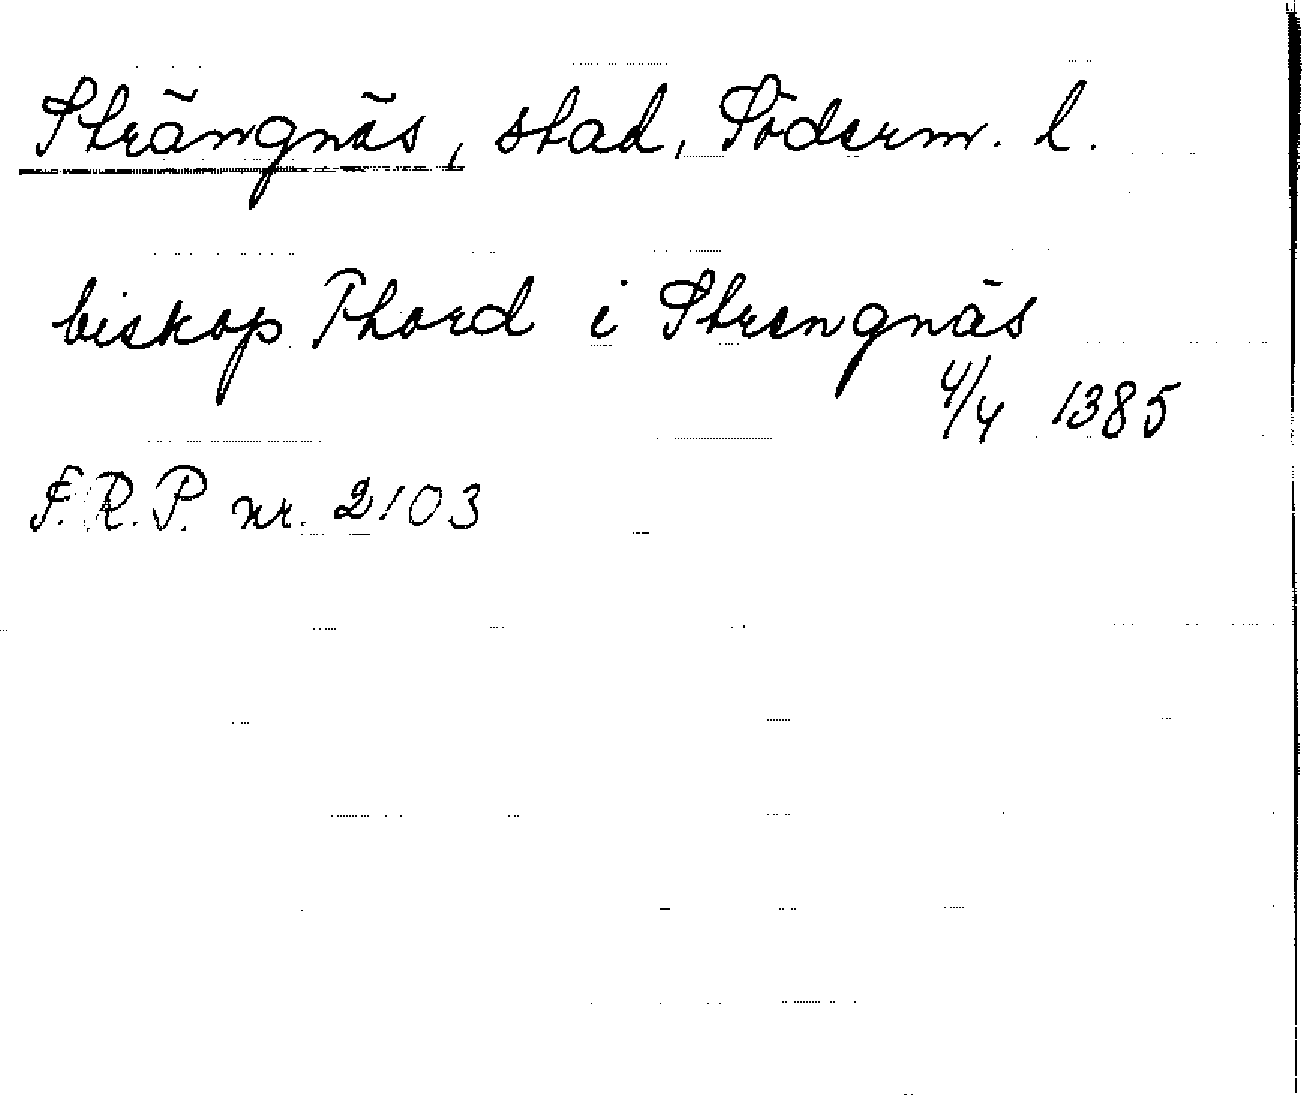 Strängnäs, stad, Söderm. l.
biskop Thord i Strengnäs
4/4 1385
F.R.P. nr. 2103